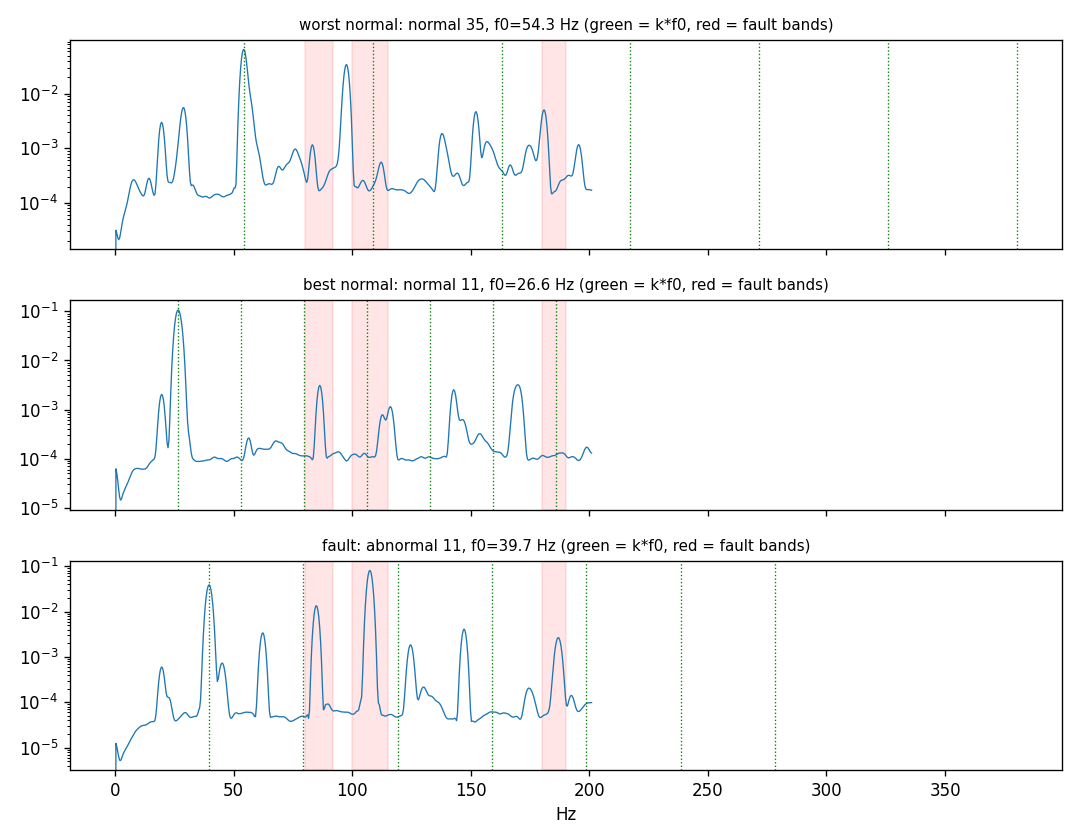 worst normal: normal 35, f0=54.3 Hz (green = k*f0, red = fault bands)
10⁻²
10⁻³
10⁻⁴
best normal: normal 11, f0=26.6 Hz (green = k*f0, red = fault bands)
10⁻¹
10⁻²
10⁻³
10⁻⁴
10⁻⁵
fault: abnormal 11, f0=39.7 Hz (green = k*f0, red = fault bands)
10⁻¹
10⁻²
10⁻³
10⁻⁴
10⁻⁵
0 50 100 150 200 250 300 350
Hz